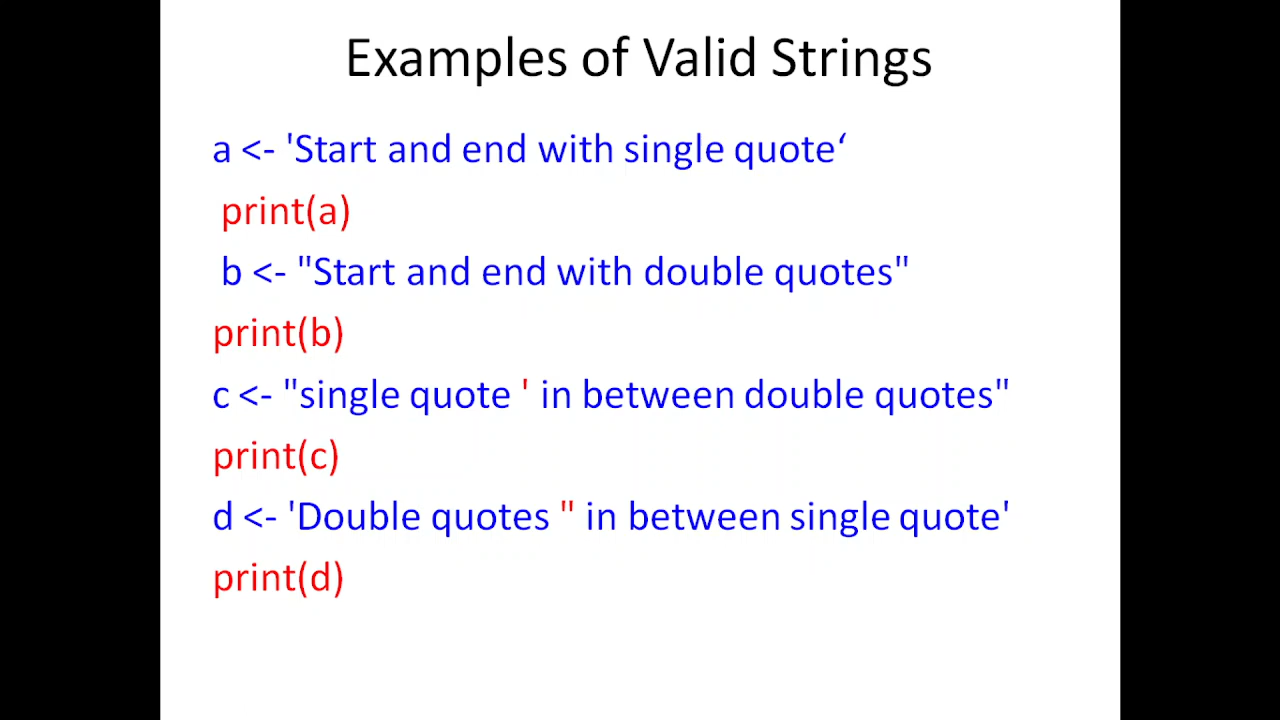 Examples of Valid Strings
a <- 'Start and end with single quote‘
print(a)
b <- "Start and end with double quotes"
print(b)
c <- "single quote ' in between double quotes"
print(c)
d <- 'Double quotes " in between single quote'
print(d)